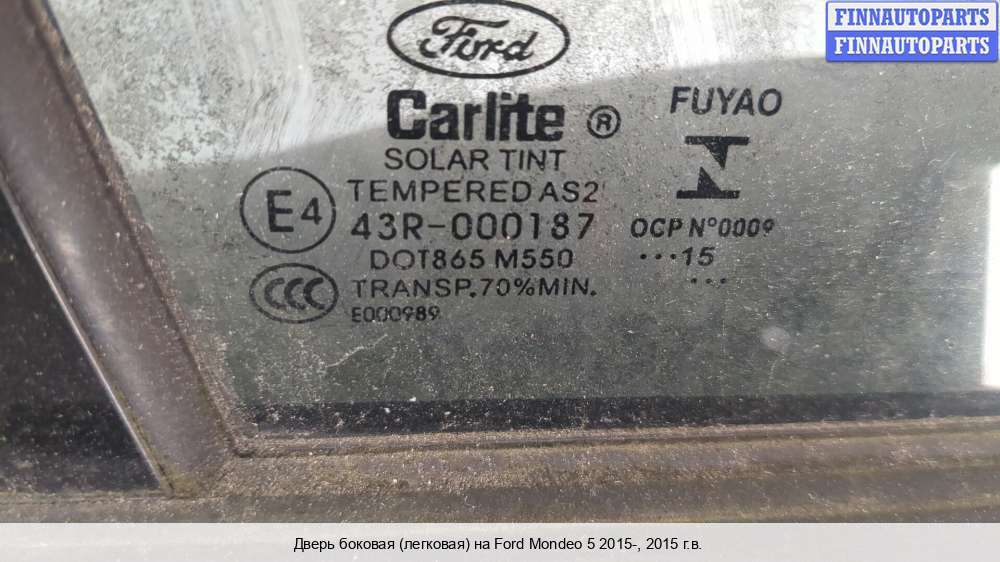 FINNAUTOPARTS
FINNAUTOPARTS
Ford
Carlite ®
SOLAR TINT
TEMPERED AS2
E4
43R-000187
DOT865 M550
CCC
TRANSP.70%MIN.
E000989
FUYAO
OCP N°0009
...15
...
Дверь боковая (легковая) на Ford Mondeo 5 2015-, 2015 г.в.